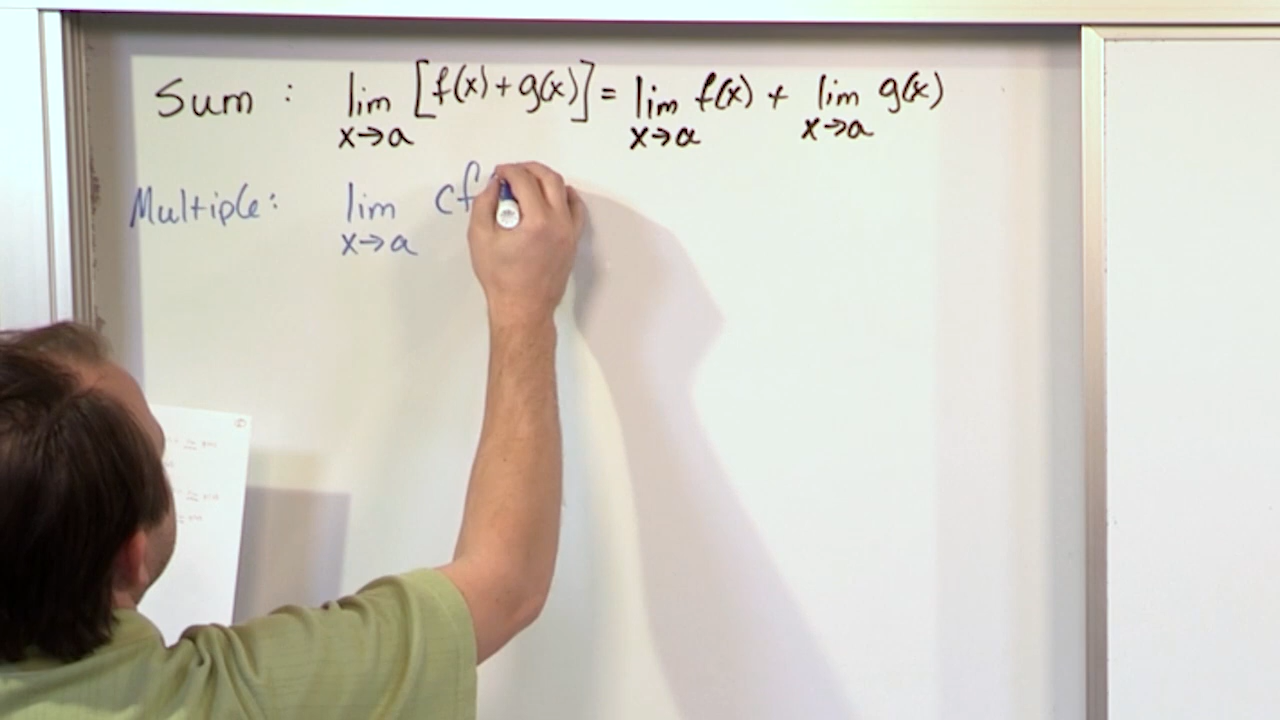 Sum : lim [f(x) + g(x)] = lim f(x) + lim g(x)
x→a x→a x→a
Multiple: lim cf
x→a